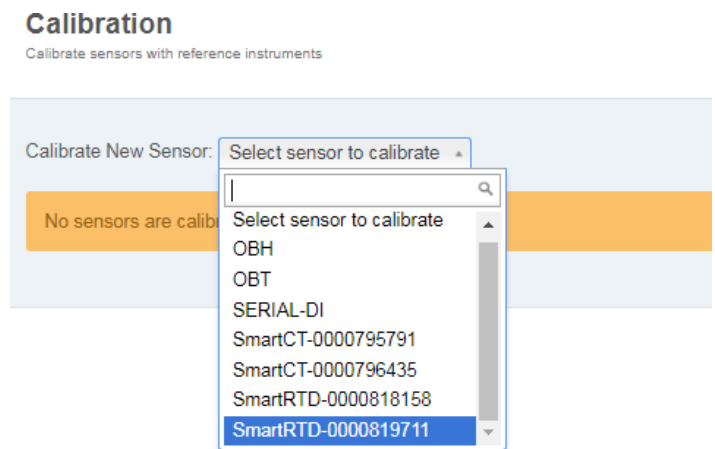 Calibration
Calibrate sensors with reference instruments
Calibrate New Sensor: Select sensor to calibrate
No sensors are
Select sensor to calibrate
OBH
OBT
SERIAL-DI
SmartCT-0000795791
SmartCT-0000796435
SmartRTD-0000818158
SmartRTD-0000819711